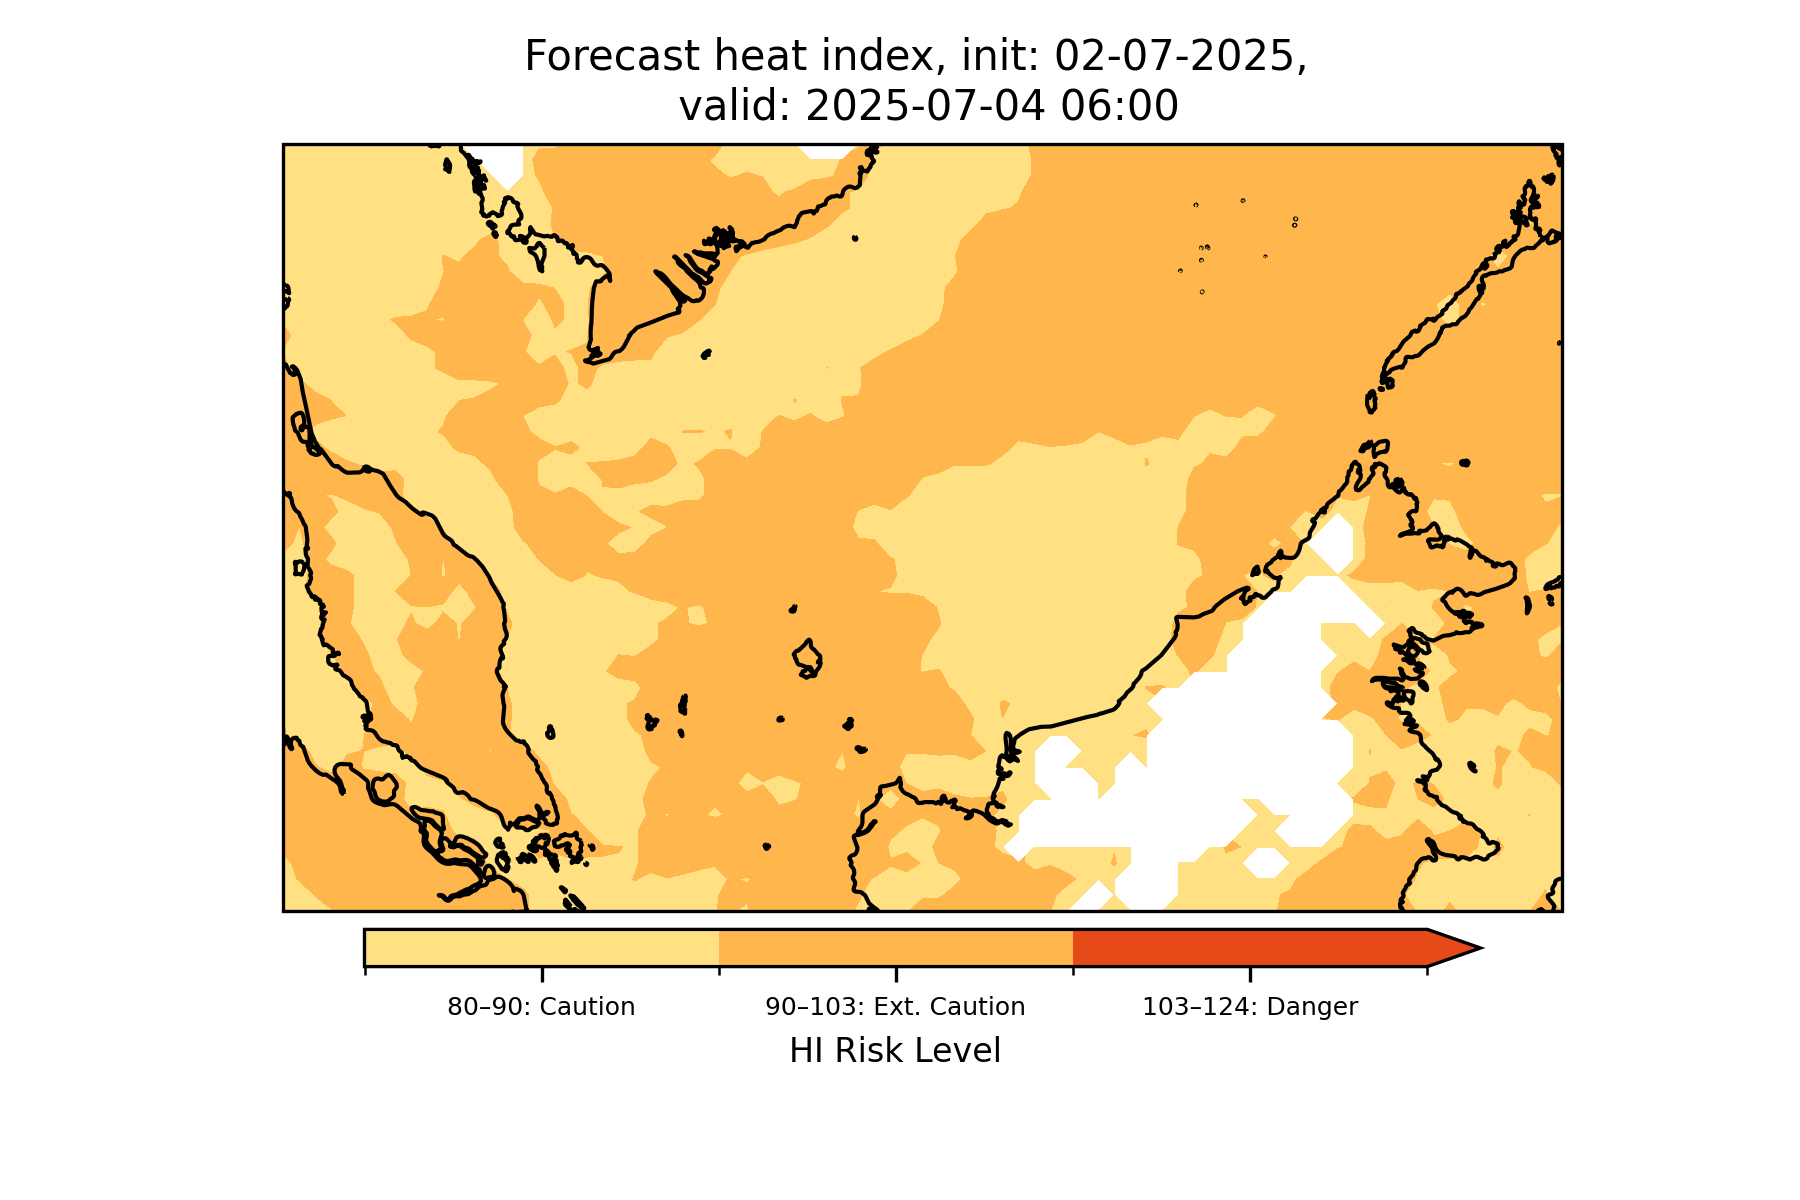 Forecast heat index, init: 02-07-2025,
valid: 2025-07-04 06:00
80–90: Caution
90–103: Ext. Caution
103–124: Danger
HI Risk Level